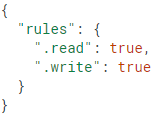 {
  "rules": {
    ".read": true,
    ".write": true
  }
}